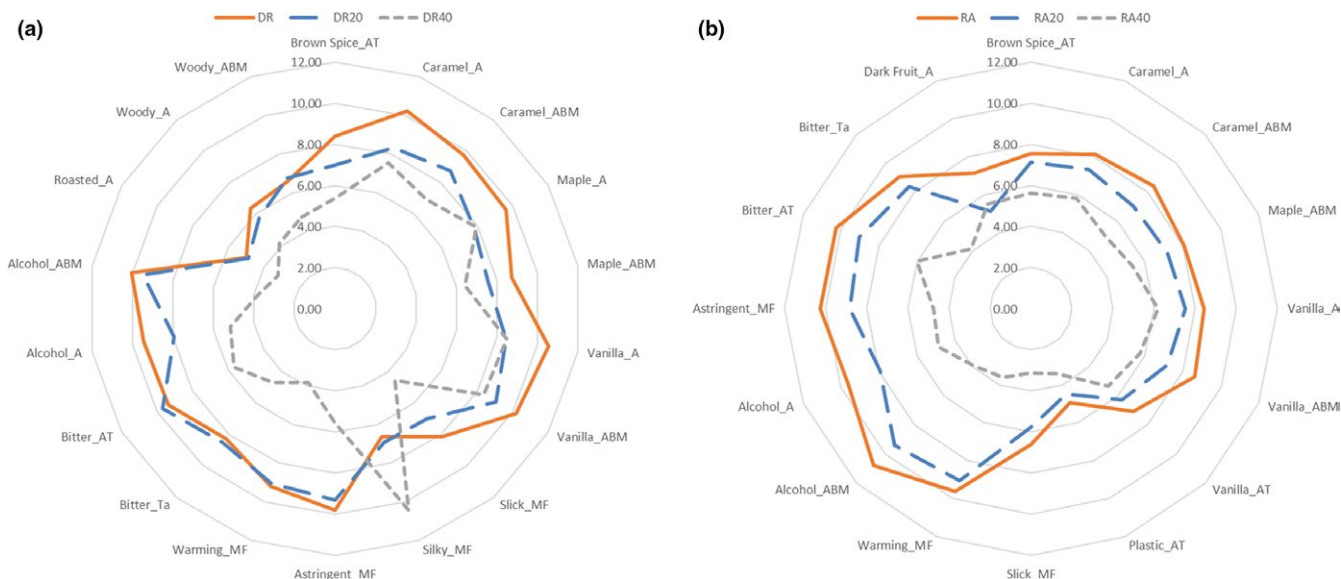 (a)
DR DR20 DR40
Brown Spice_AT
Caramel_A
Caramel_ABM
Maple_A
Maple_ABM
Vanilla_A
Vanilla_ABM
Slick_MF
Silky_MF
Astringent_MF
Warming_MF
Bitter_Ta
Bitter_AT
Alcohol_A
Alcohol_ABM
Roasted_A
Woody_A
Woody_ABM
12.00
10.00
8.00
6.00
4.00
2.00
0.00
(b)
RA RA20 RA40
Brown Spice_AT
Caramel_A
Caramel_ABM
Maple_ABM
Vanilla_A
Vanilla_ABM
Vanilla_AT
Plastic_AT
Slick_MF
Warming_MF
Alcohol_ABM
Alcohol_A
Astringent_MF
Bitter_AT
Bitter_Ta
Dark Fruit_A
12.00
10.00
8.00
6.00
4.00
2.00
0.00